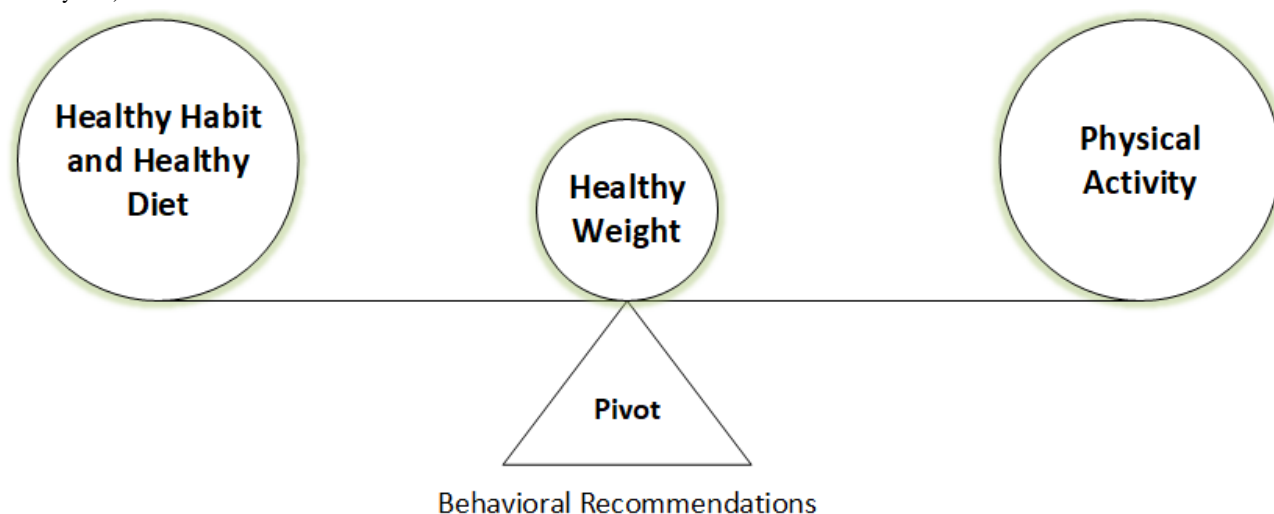 Healthy Habit
and Healthy
Diet
Healthy
Weight
Physical
Activity
Pivot
Behavioral Recommendations